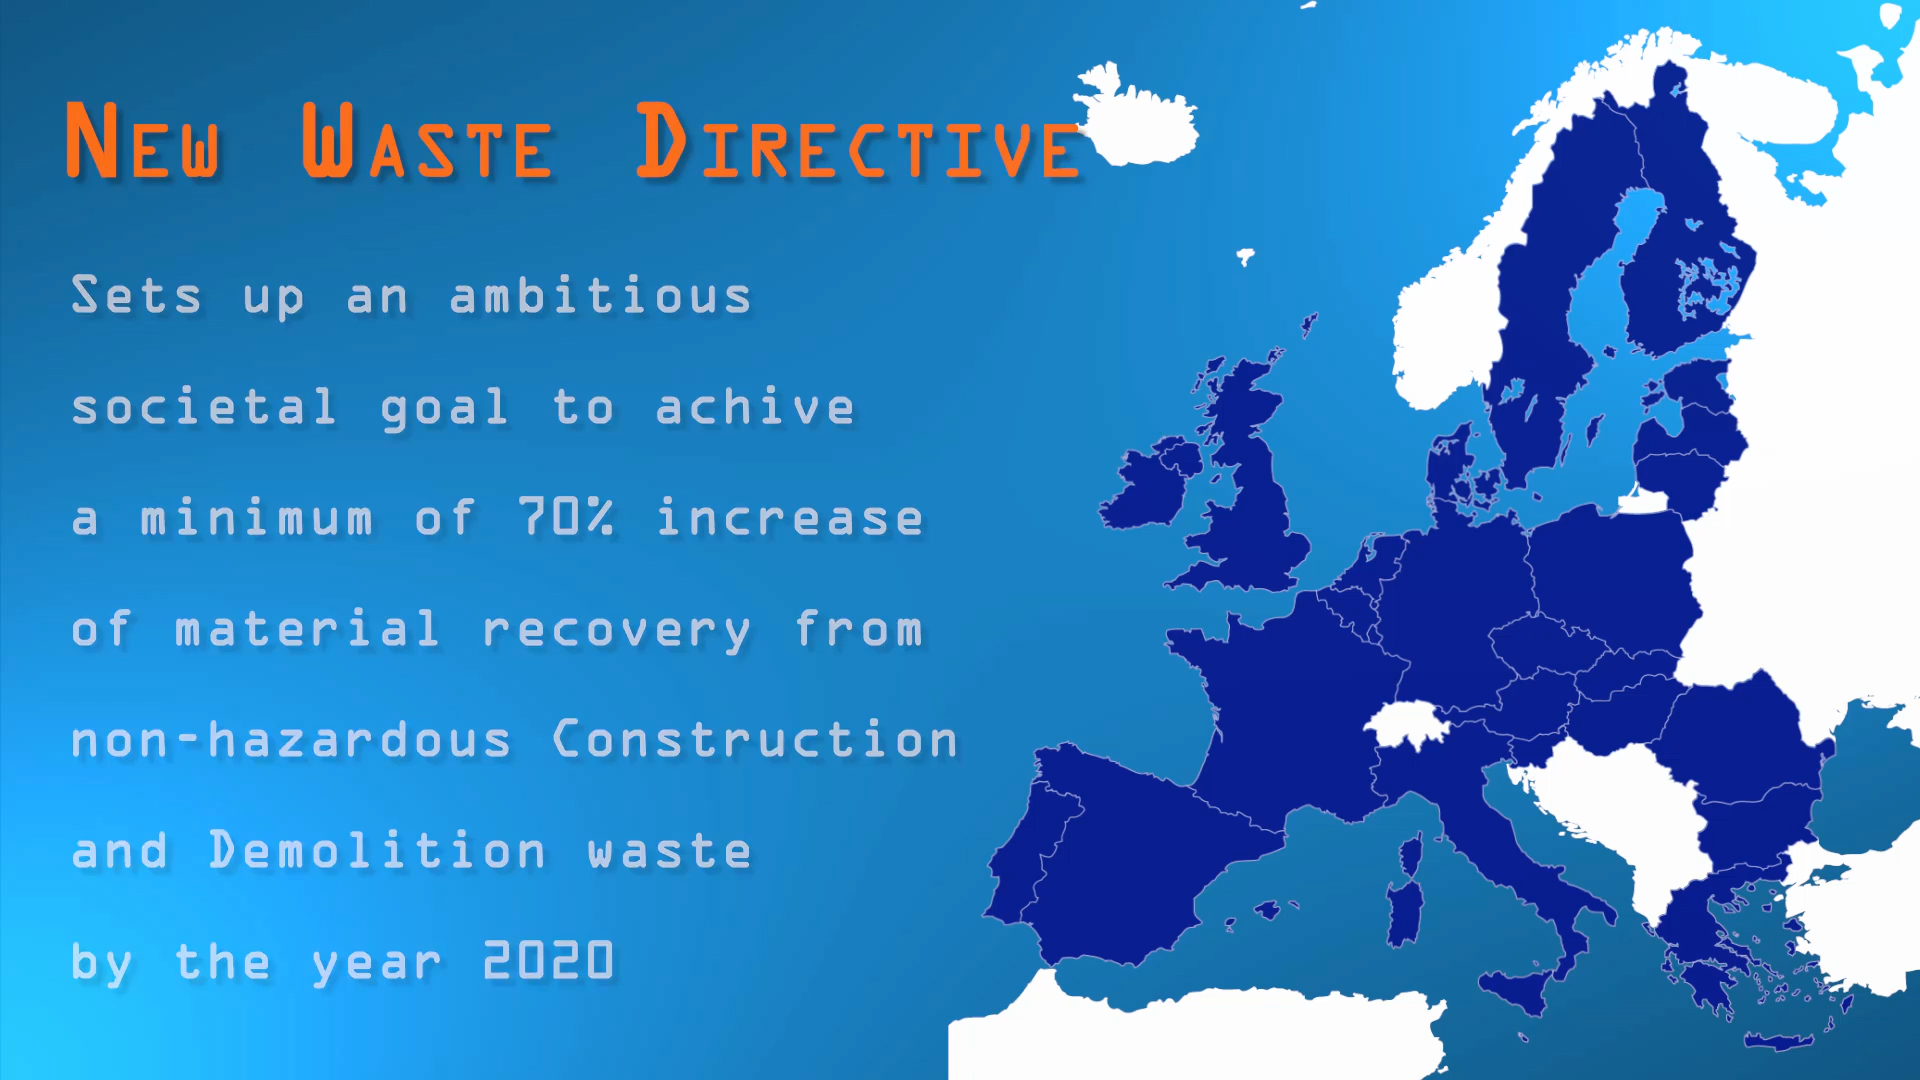 New Waste Directive
Sets up an ambitious
societal goal to achive
a minimum of 70% increase
of material recovery from
non-hazardous Construction
and Demolition waste
by the year 2020